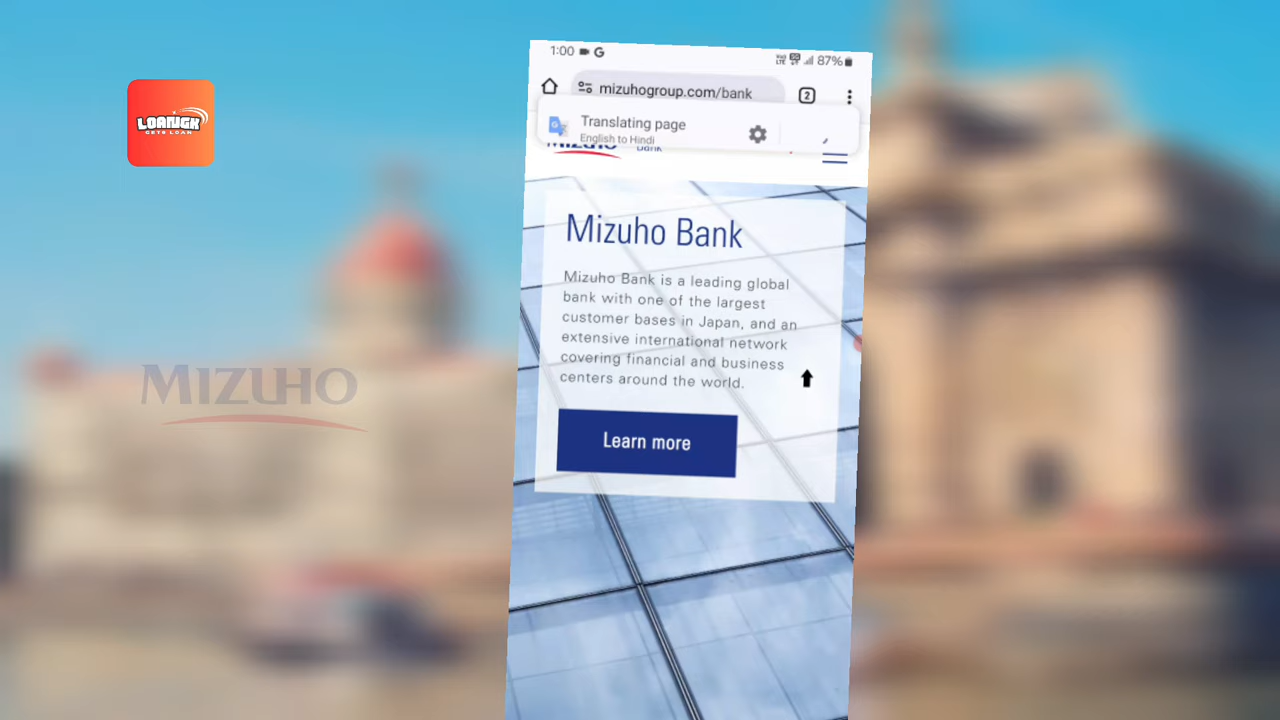 LOANGK
GETS LOAN
MIZUHO
1:00
87%
mizuhogroup.com/bank
2
Translating page
English to Hindi
Bank
Mizuho Bank
Mizuho Bank is a leading global
bank with one of the largest
customer bases in Japan, and an
extensive international network
covering financial and business
centers around the world.
Learn more